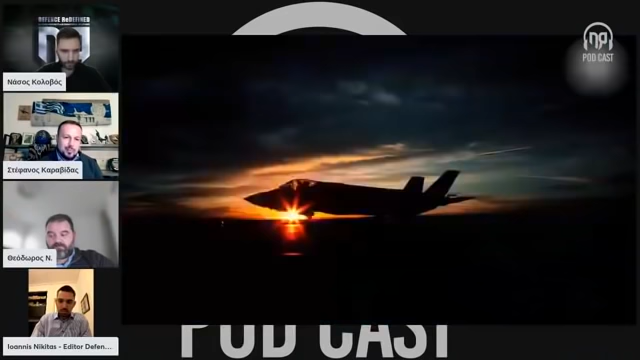 DEFENCE ReDEFiNED
Νάσος Κολοβός
Στέφανος Καραβίδας
Θεόδωρος Ν.
Ioannis Nikitas - Editor Defen...
POD CAST
POD CAST